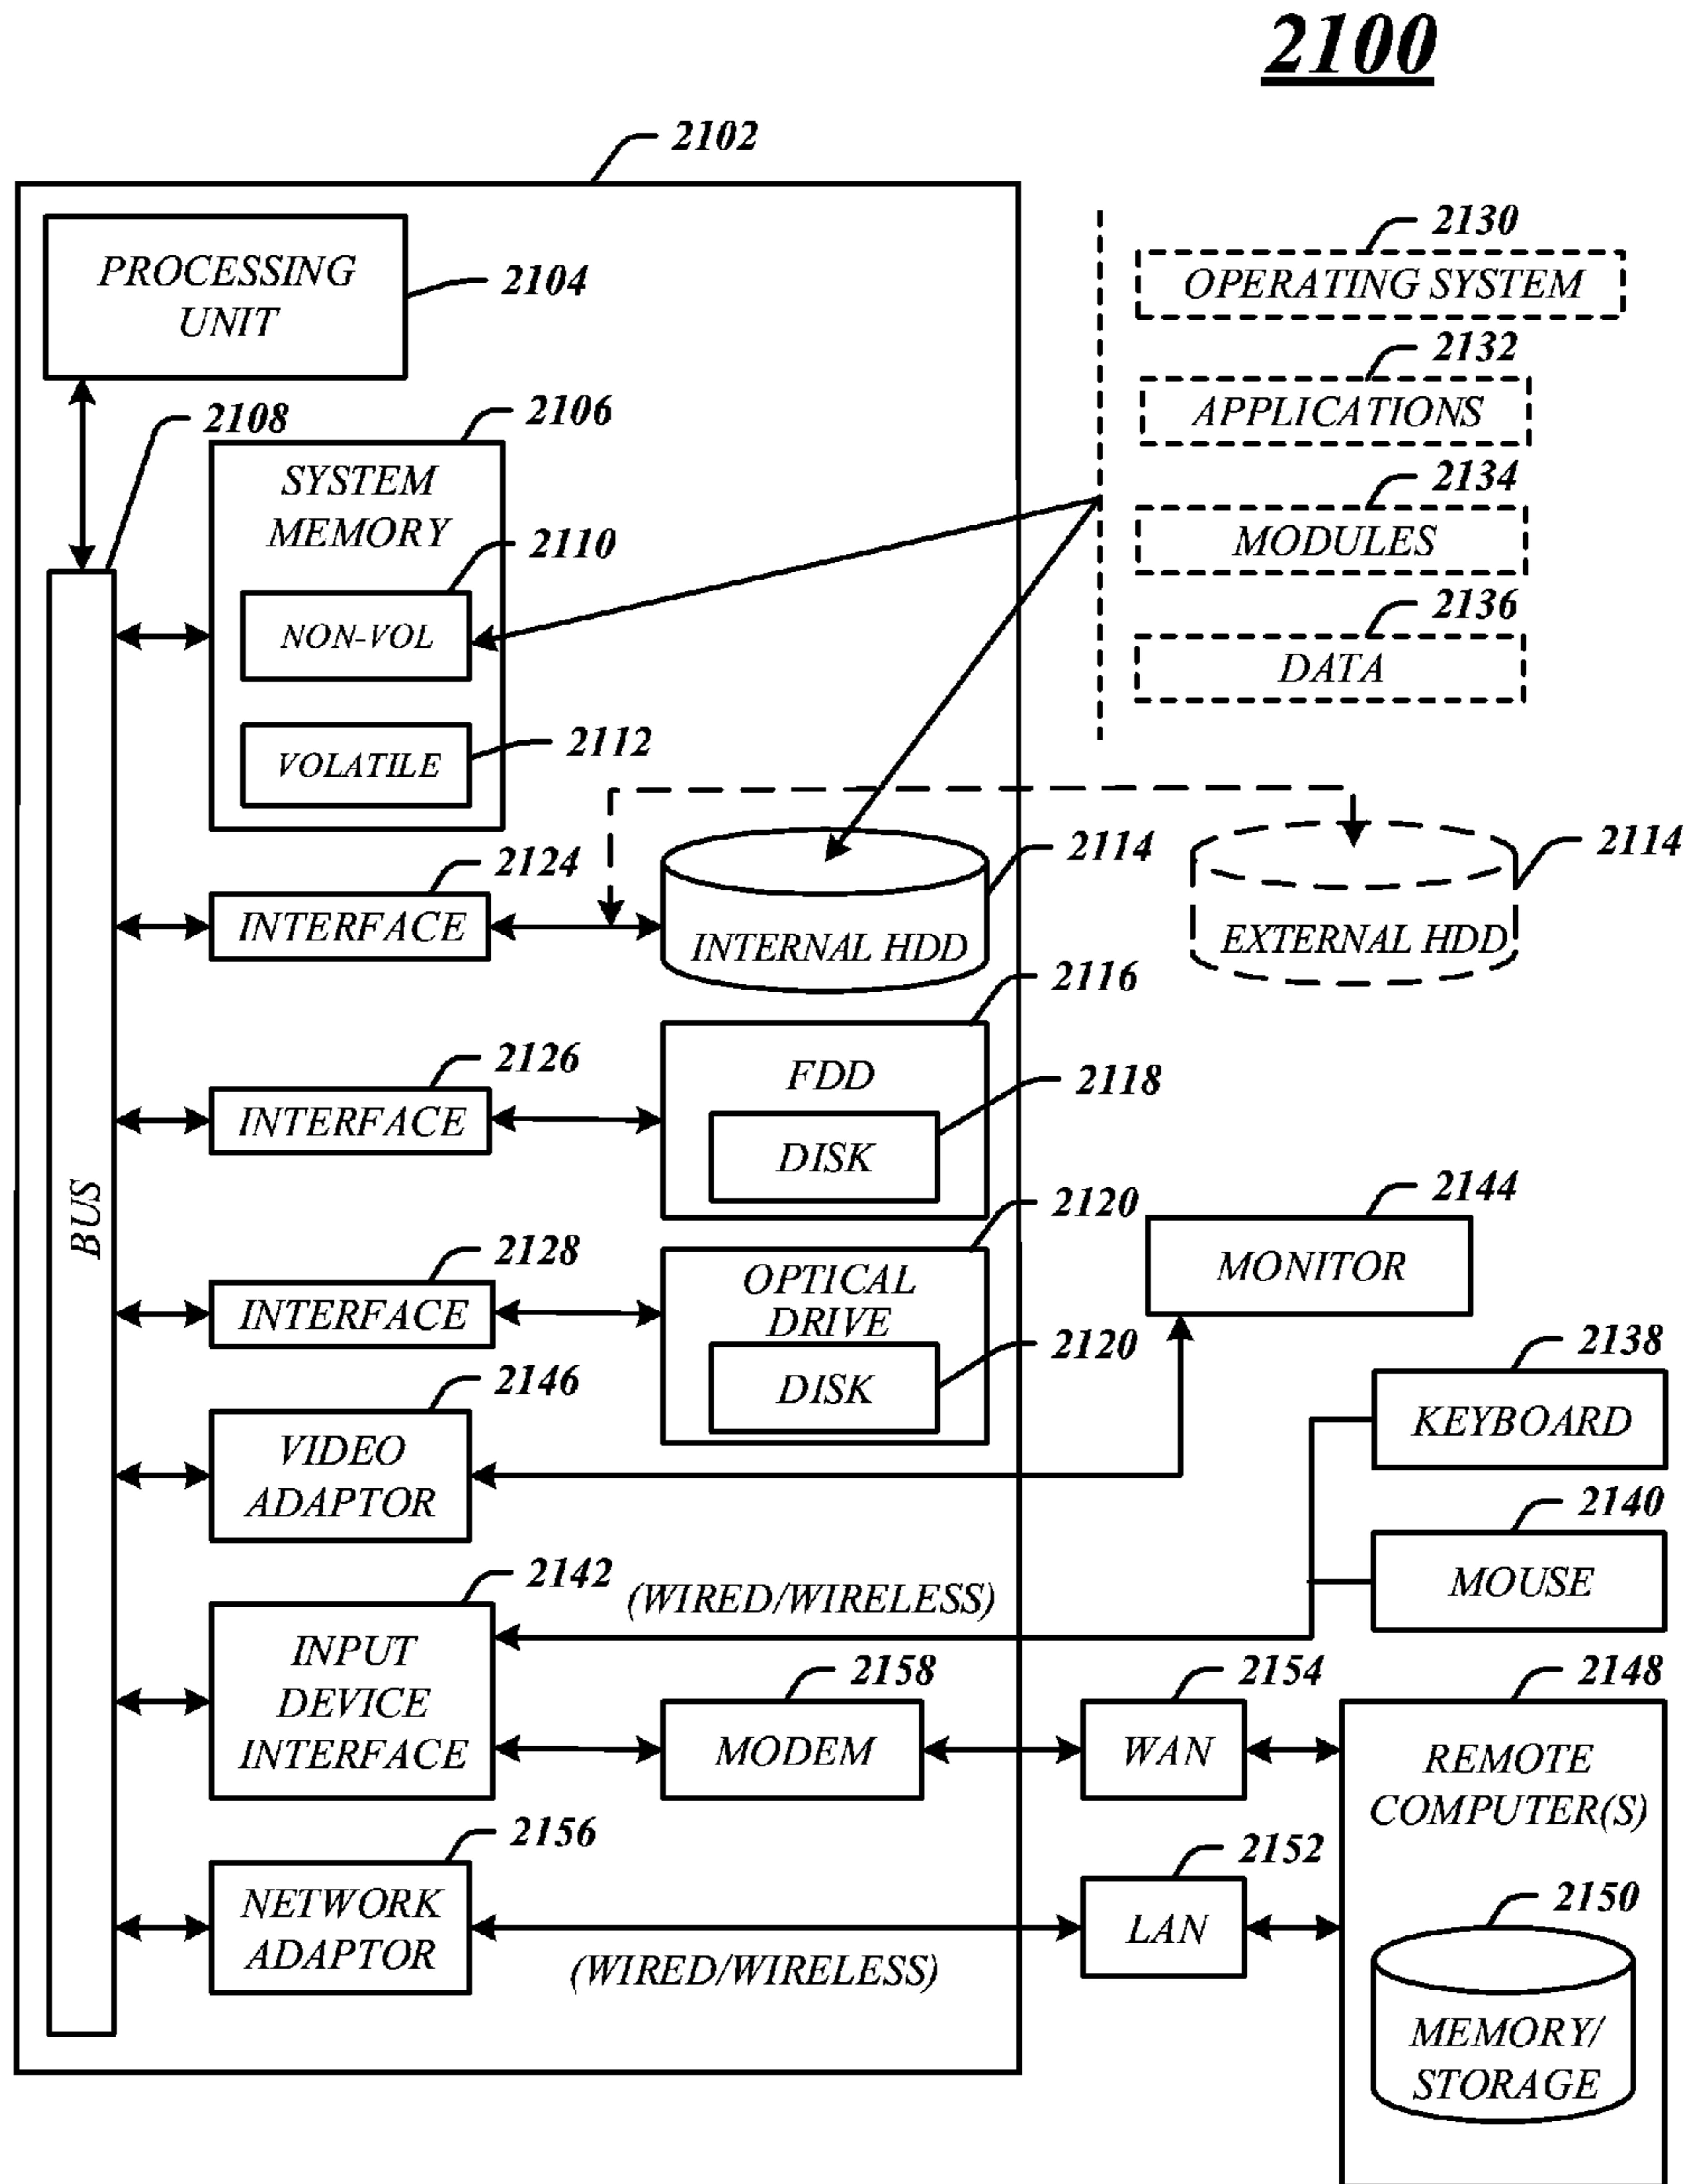 2100
2102
PROCESSING
UNIT
2104
2130
OPERATING SYSTEM
2132
APPLICATIONS
2134
MODULES
2136
DATA
2108
2106
SYSTEM
MEMORY
2110
NON-VOL
2112
VOLATILE
BUS
2124
INTERFACE
2114
INTERNAL HDD
2114
EXTERNAL HDD
2126
INTERFACE
2116
FDD
2118
DISK
2128
INTERFACE
2120
OPTICAL
DRIVE
2120
DISK
2144
MONITOR
2146
VIDEO
ADAPTOR
2138
KEYBOARD
2140
MOUSE
2142
INPUT
DEVICE
INTERFACE
(WIRED/WIRELESS)
2158
MODEM
2154
WAN
2148
REMOTE
COMPUTER(S)
2156
NETWORK
ADAPTOR
(WIRED/WIRELESS)
2152
LAN
2150
MEMORY/
STORAGE